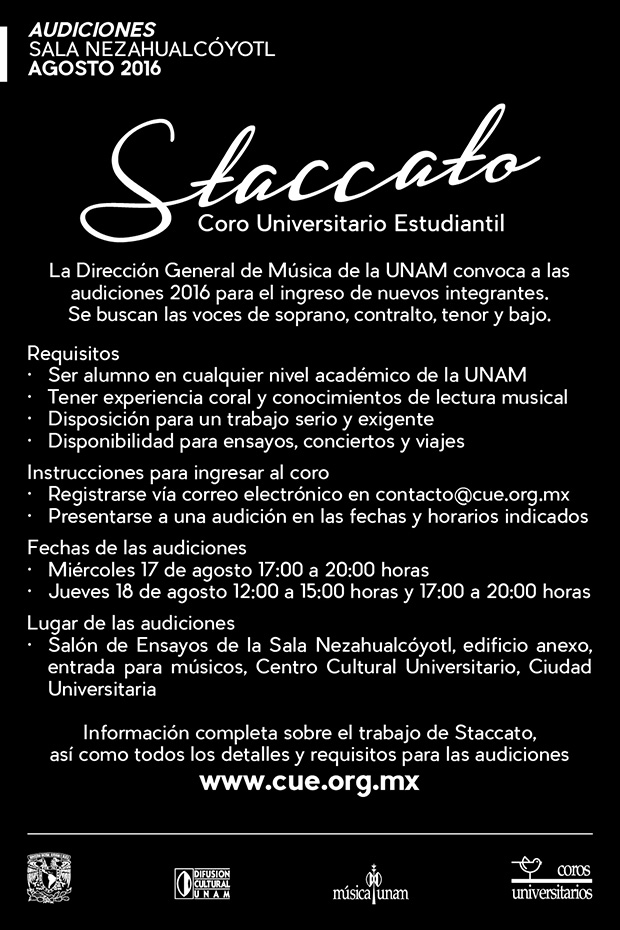 AUDICIONES
SALA NEZAHUALCÓYOTL
AGOSTO 2016
Staccato
Coro Universitario Estudiantil
La Dirección General de Música de la UNAM convoca a las
audiciones 2016 para el ingreso de nuevos integrantes.
Se buscan las voces de soprano, contralto, tenor y bajo.
Requisitos
· Ser alumno en cualquier nivel académico de la UNAM
· Tener experiencia coral y conocimientos de lectura musical
· Disposición para un trabajo serio y exigente
· Disponibilidad para ensayos, conciertos y viajes
Instrucciones para ingresar al coro
· Registrarse vía correo electrónico en contacto@cue.org.mx
· Presentarse a una audición en las fechas y horarios indicados
Fechas de las audiciones
· Miércoles 17 de agosto 17:00 a 20:00 horas
· Jueves 18 de agosto 12:00 a 15:00 horas y 17:00 a 20:00 horas
Lugar de las audiciones
· Salón de Ensayos de la Sala Nezahualcóyotl, edificio anexo,
entrada para músicos, Centro Cultural Universitario, Ciudad
Universitaria
Información completa sobre el trabajo de Staccato,
así como todos los detalles y requisitos para las audiciones
www.cue.org.mx
DIFUSION
CULTURAL
UNAM
música unam
coros
universitarios